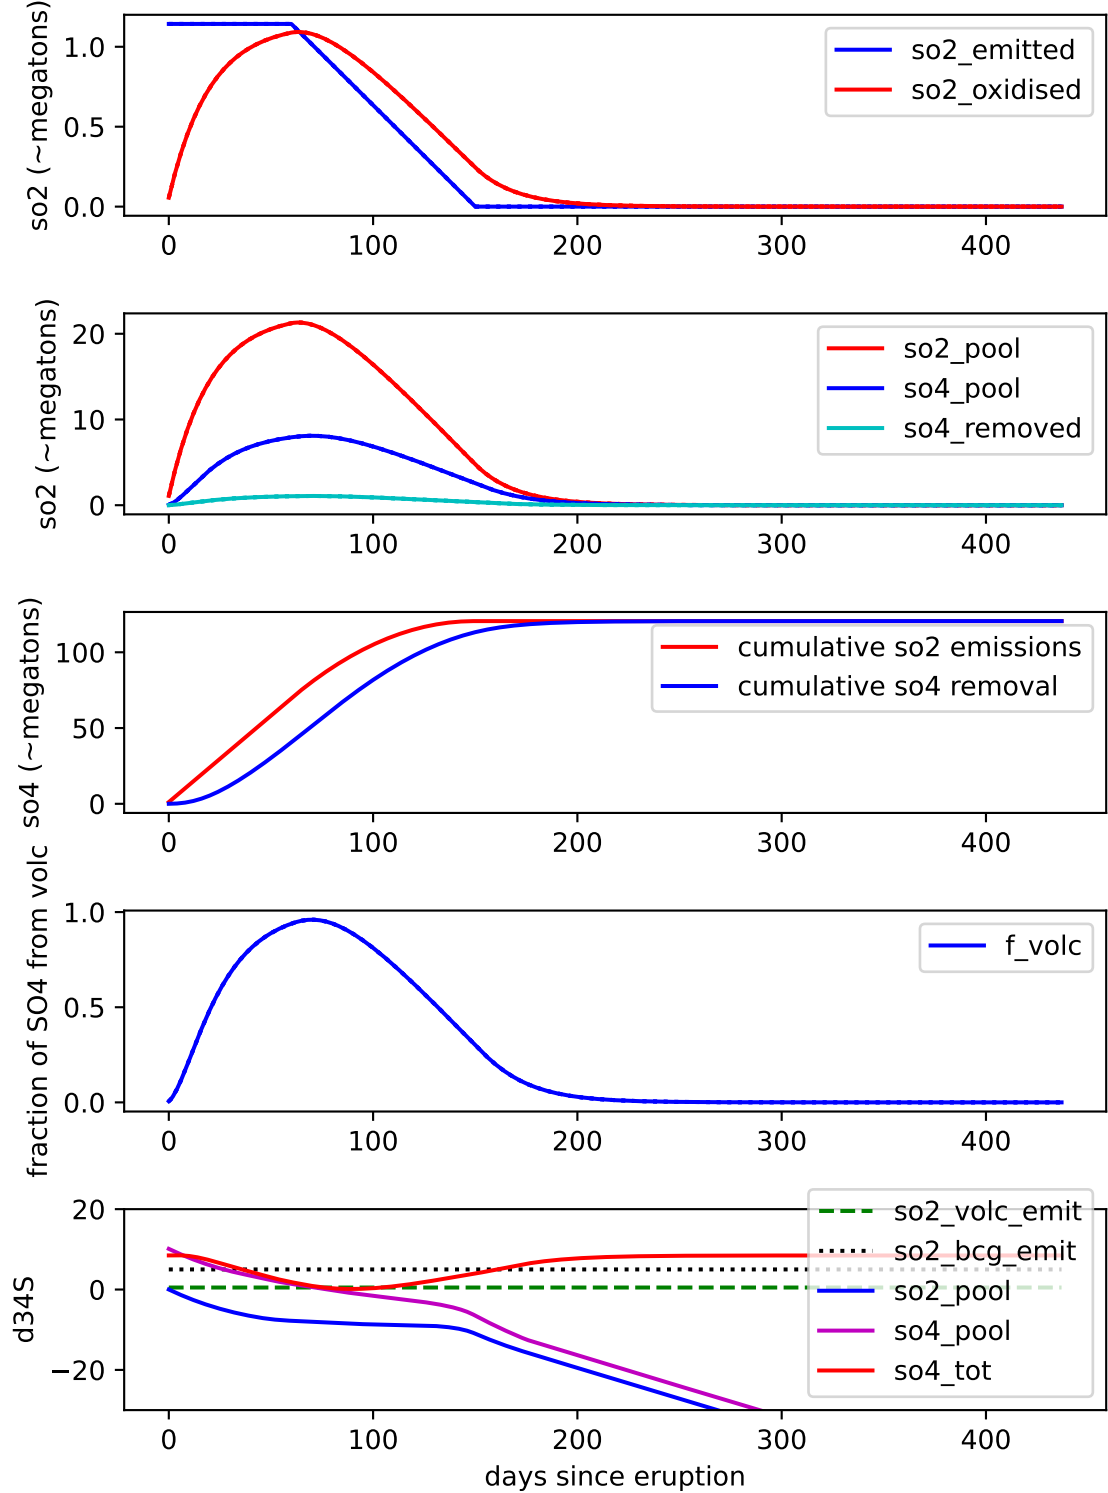 so2 (~megatons)
1.0
0.5
0.0
so2_emitted
so2_oxidised
0 100 200 300 400
so2 (~megatons)
20
10
0
so2_pool
so4_pool
so4_removed
0 100 200 300 400
so4 (~megatons)
100
50
0
cumulative so2 emissions
cumulative so4 removal
0 100 200 300 400
fraction of SO4 from volc
1.0
0.5
0.0
f_volc
0 100 200 300 400
d34S
20
0
−20
so2_volc_emit
so2_bcg_emit
so2_pool
so4_pool
so4_tot
0 100 200 300 400
days since eruption